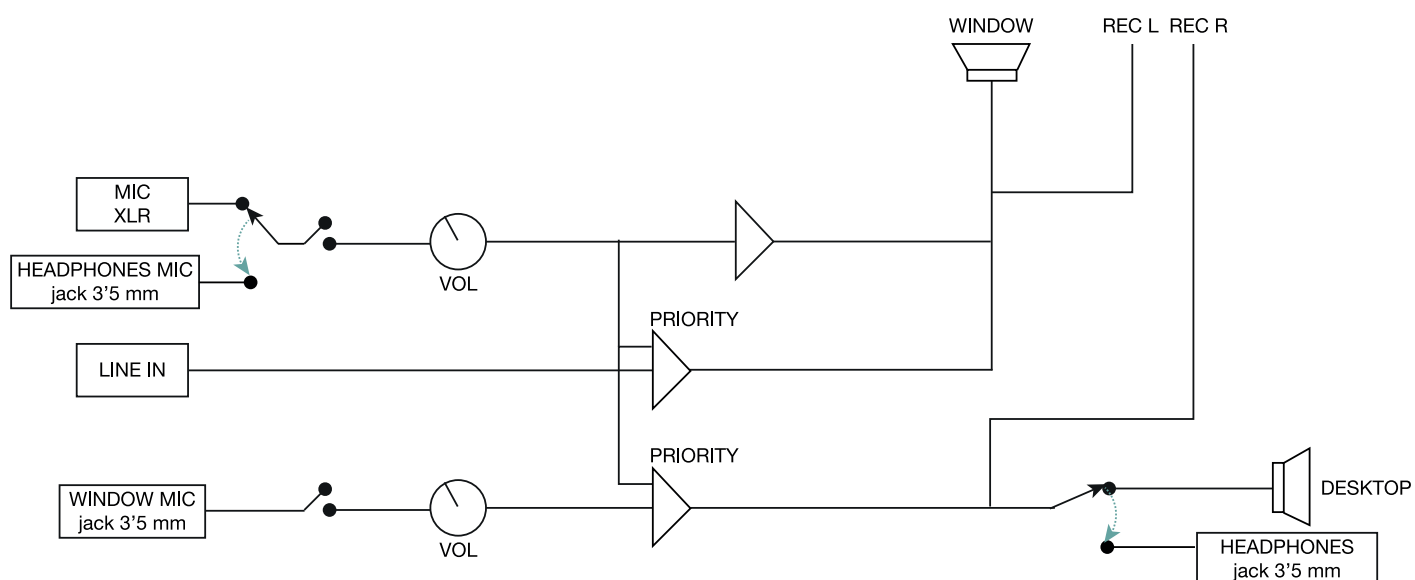 WINDOW
REC L
REC R
MIC
XLR
HEADPHONES MIC
jack 3'5 mm
VOL
PRIORITY
LINE IN
PRIORITY
WINDOW MIC
jack 3'5 mm
VOL
DESKTOP
HEADPHONES
jack 3'5 mm